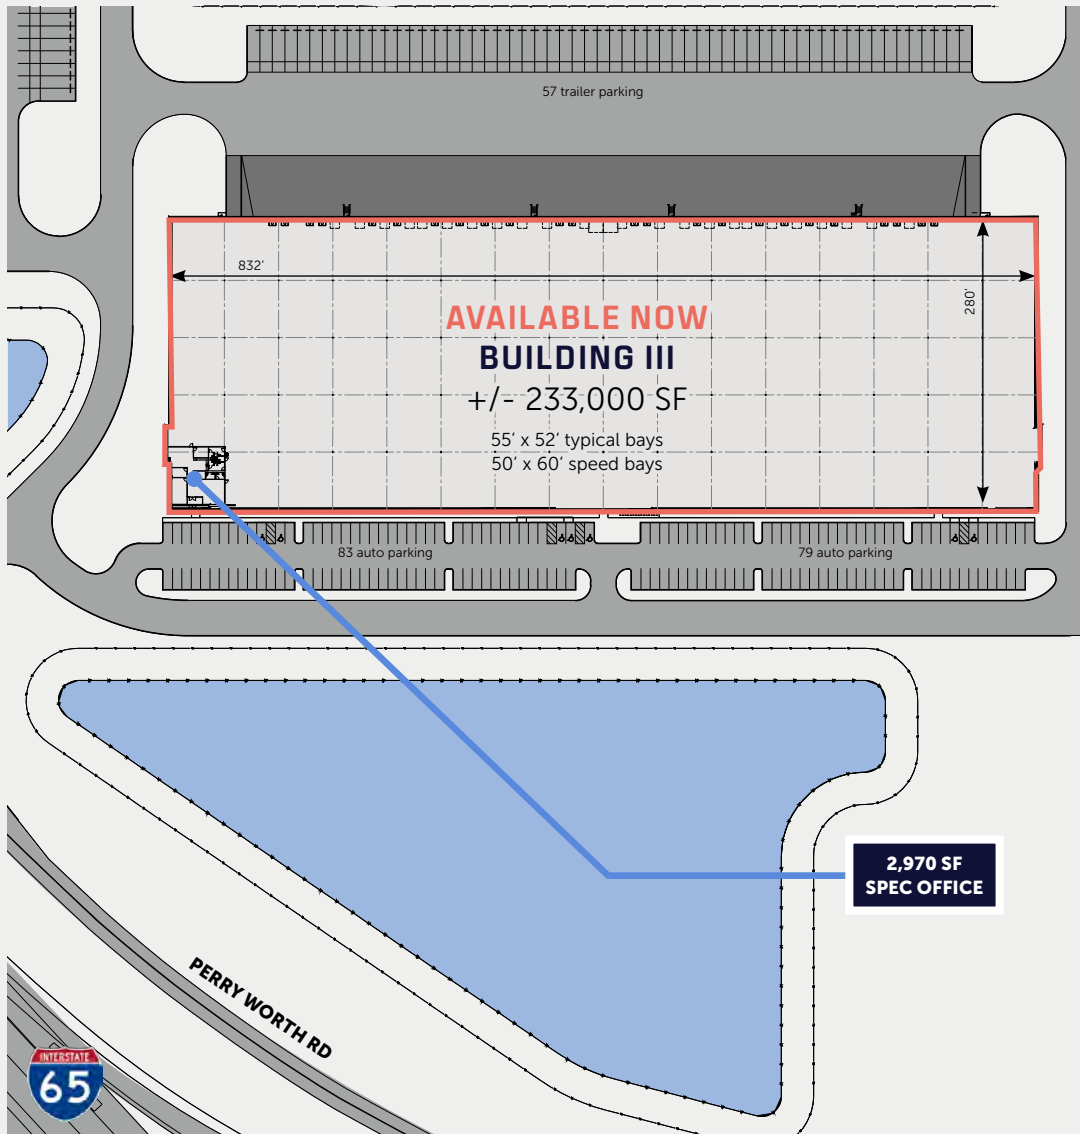 57 trailer parking
832'
280'
AVAILABLE NOW
BUILDING III
+/- 233,000 SF
55' x 52' typical bays
50' x 60' speed bays
83 auto parking
79 auto parking
2,970 SF
SPEC OFFICE
PERRY WORTH RD
INTERSTATE
65